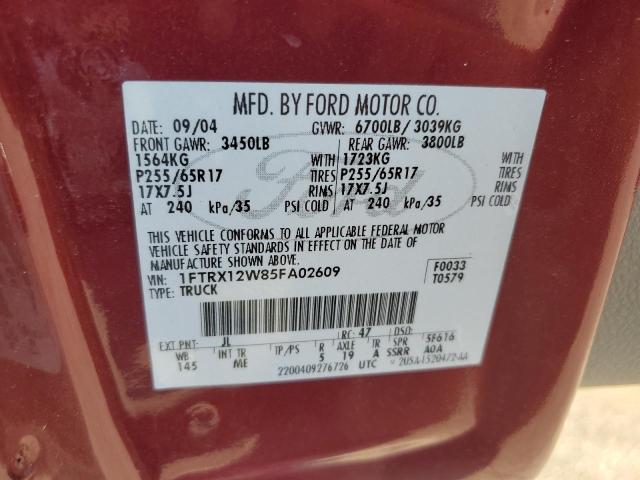 MFD. BY FORD MOTOR CO.
DATE: 09/04 GVWR: 6700LB/ 3039KG
FRONT GAWR: 3450LB REAR GAWR: 3800LB
1564KG WITH 1723KG WITH
P255/65R17 TIRES P255/65R17 TIRES
17X7.5J RIMS 17X7.5J RIMS
AT 240 kPa/35 PSI COLD AT 240 kPa/35 PSI COLD
THIS VEHICLE CONFORMS TO ALL APPLICABLE FEDERAL MOTOR
VEHICLE SAFETY STANDARDS IN EFFECT ON THE DATE OF
MANUFACTURE SHOWN ABOVE.
VIN: 1FTRX12W85FA02609 F0033
TYPE: TRUCK T0579
EXT PNT: JL RC: 47 DSO:
WB INT TR TP/PS R AXLE TR SPR 5F616
145 ME 5 19 A SSRR A0A
2200409276726 UTC
Ford